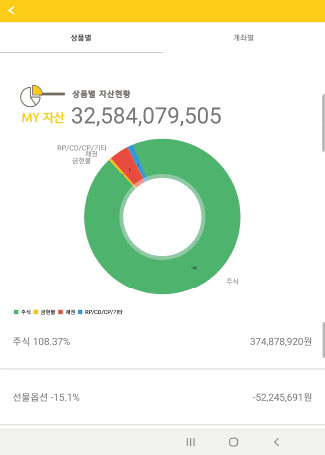 상품별
계좌별
상품별 자산현황
MY 자산 32,584,079,505
RP/CD/CP/기타
채권
금현물
주식
주식 금현물 채권 RP/CD/CP/기타
주식 108.37%
374,878,920원
선물옵션 -15.1%
-52,245,691원